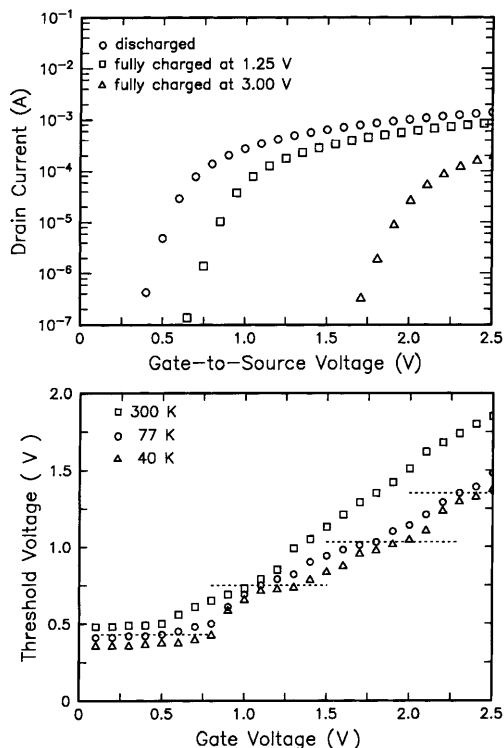 10⁻¹
10⁻²
10⁻³
10⁻⁴
10⁻⁵
10⁻⁶
10⁻⁷
Drain Current (A)
○ discharged
□ fully charged at 1.25 V
△ fully charged at 3.00 V
0 0.5 1.0 1.5 2.0 2.5
Gate-to-Source Voltage (V)
2.0
1.5
1.0
0.5
0
Threshold Voltage ( V )
□ 300 K
○ 77 K
△ 40 K
0 0.5 1.0 1.5 2.0 2.5
Gate Voltage ( V )